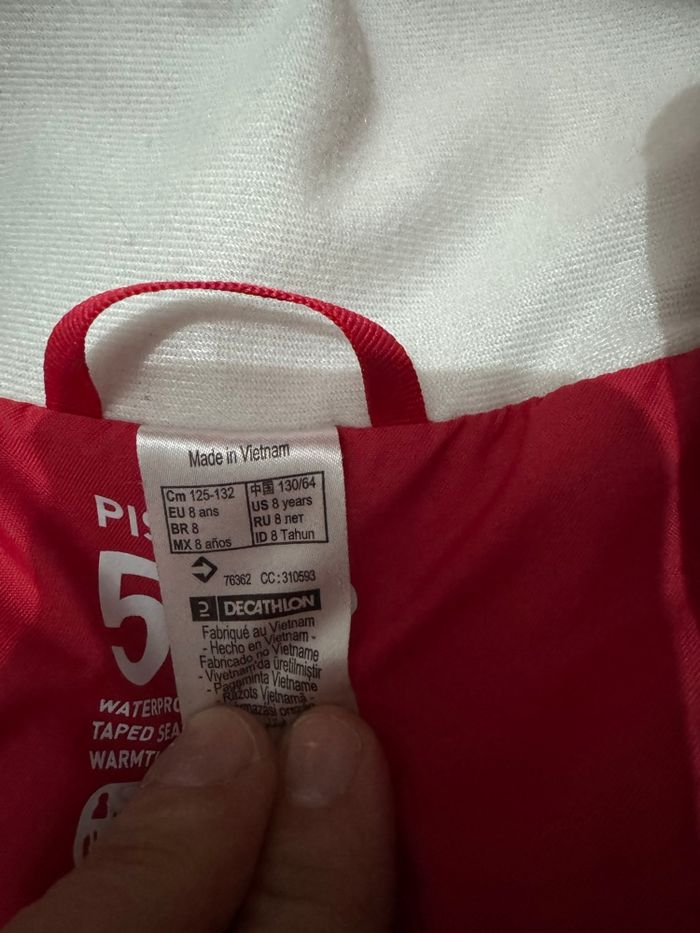 Made in Vietnam
Cm 125-132
EU 8 ans
BR 8
MX 8 años
中国 130/64
US 8 years
RU 8 лет
ID 8 Tahun
76362 CC:310593
DECATHLON
Fabriqué au Vietnam
- Hecho en Vietnam -
Fabricado no Vietname
- Vıyetnam'da üretilmiştir
- Pagaminta Vietname
- Ražots Vjetnamā -
PIS
5
WATERPRO
TAPED SEA
WARMT